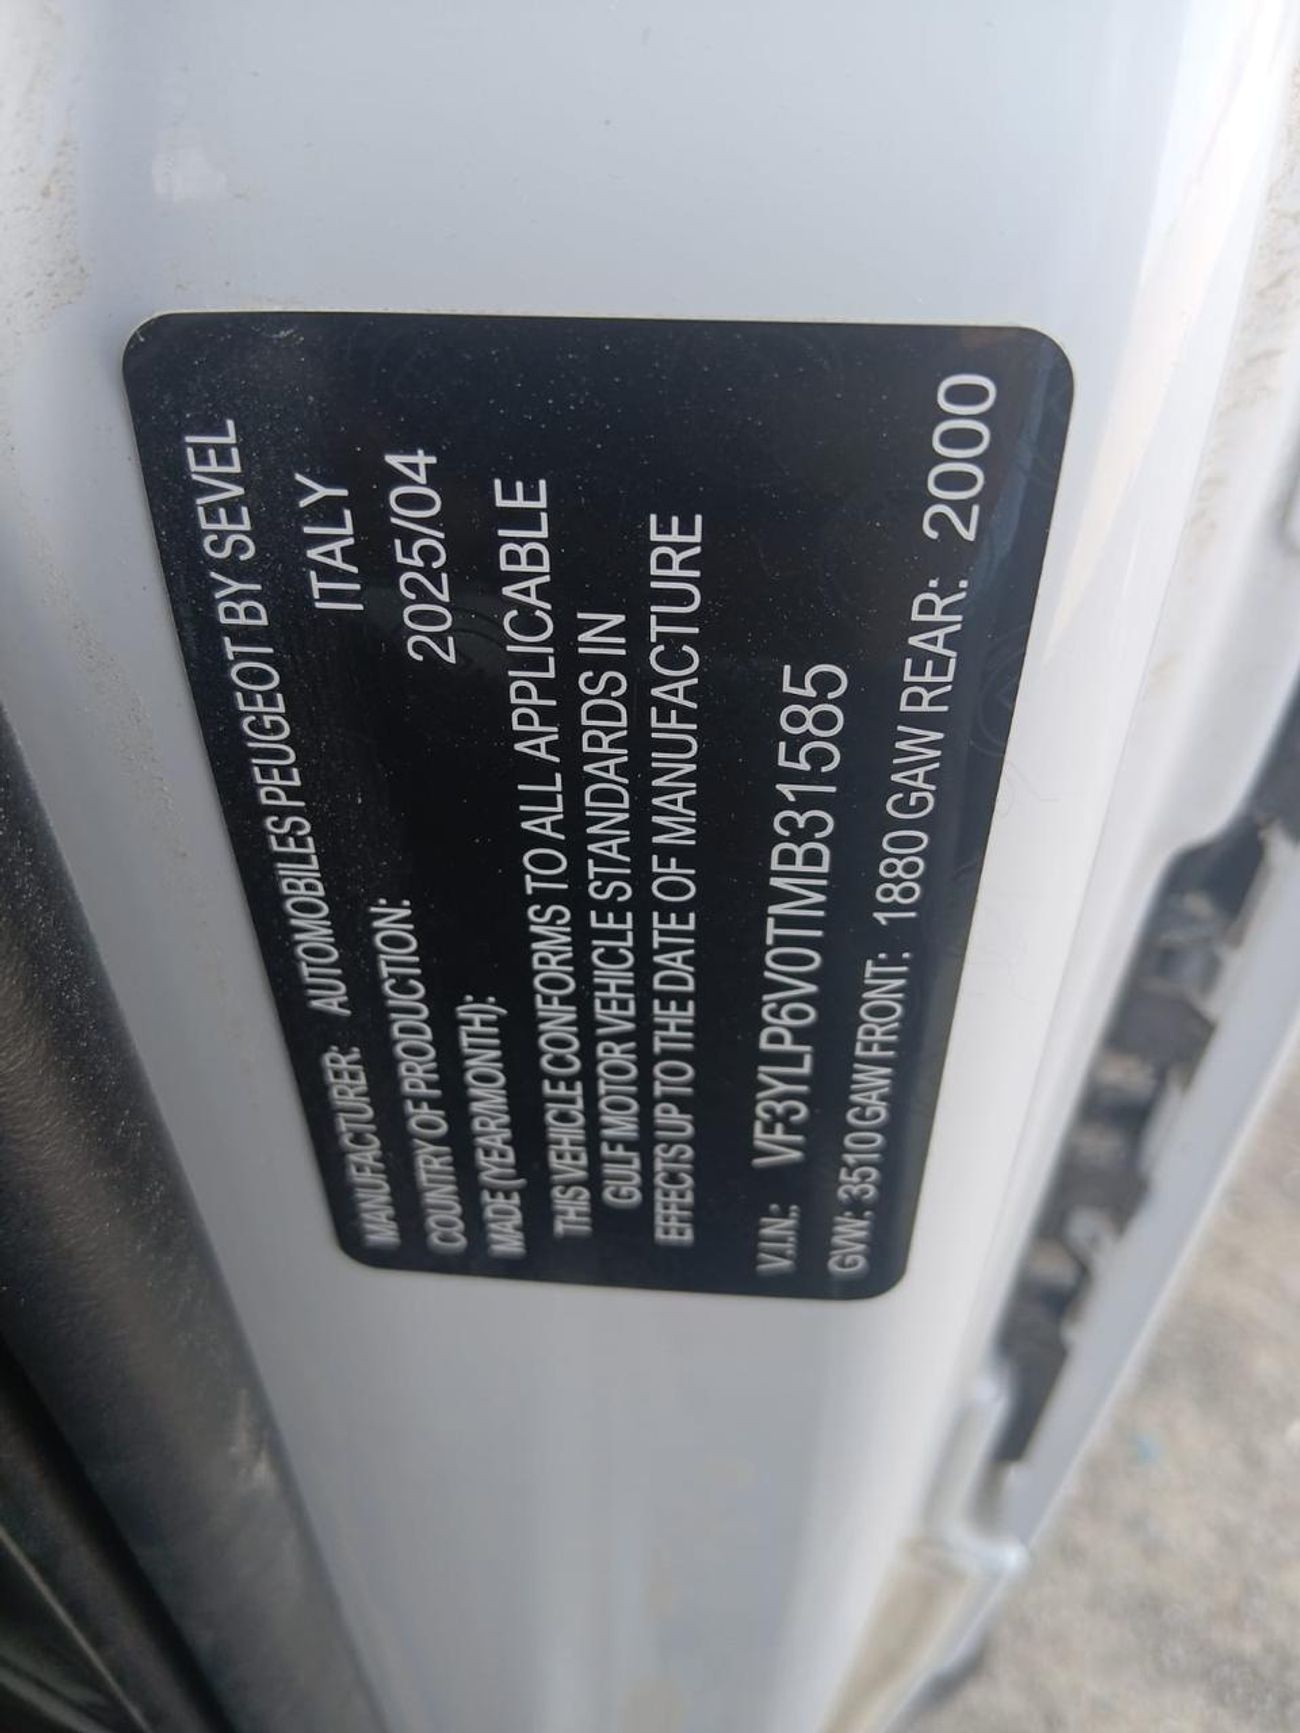 MANUFACTURER: AUTOMOBILES PEUGEOT BY SEVEL
COUNTRY OF PRODUCTION: ITALY
MADE (YEAR/MONTH): 2025/04
THIS VEHICLE CONFORMS TO ALL APPLICABLE
GULF MOTOR VEHICLE STANDARDS IN
EFFECTS UP TO THE DATE OF MANUFACTURE
V.I.N.: VF3YLP6V0TMB31585
GVW: 3510 GAW FRONT: 1880 GAW REAR: 2000